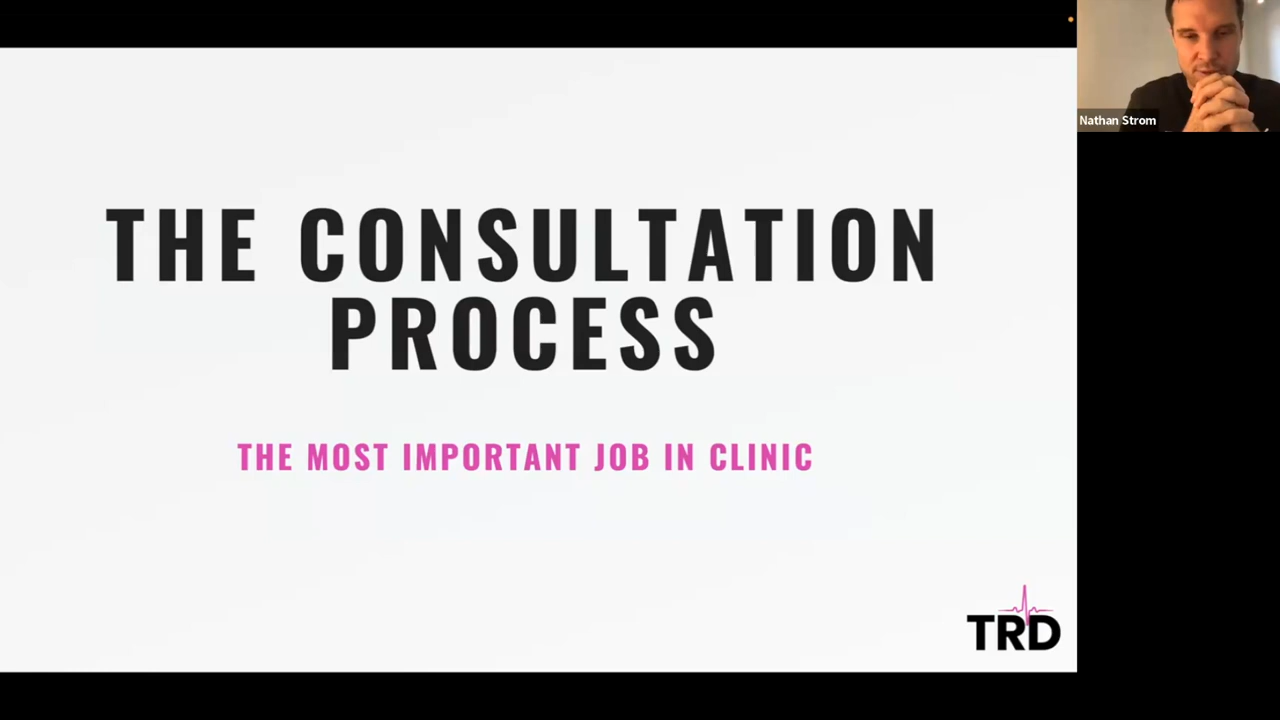 THE CONSULTATION
PROCESS
THE MOST IMPORTANT JOB IN CLINIC
TRD
Nathan Strom